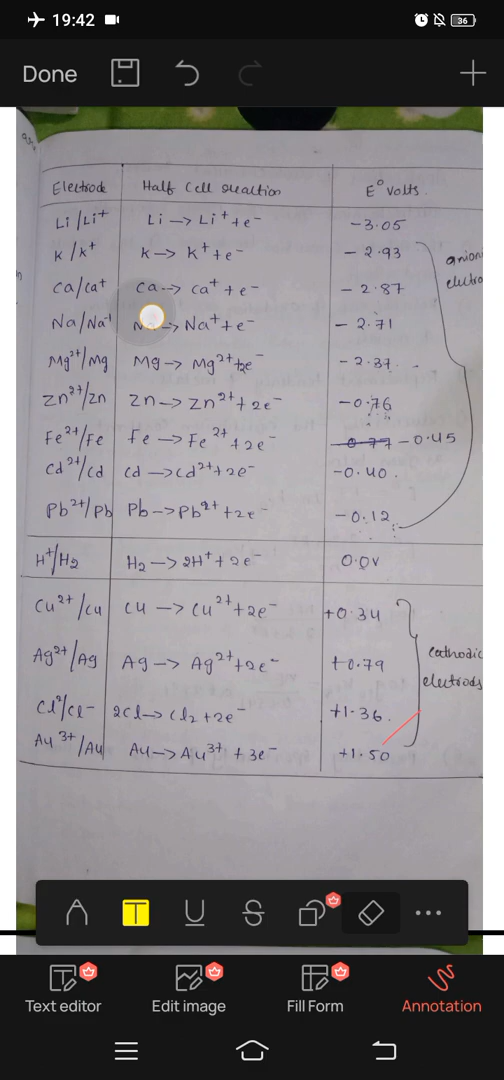 19:42
36
Done
Electrode Half Cell reaction E° volts.
Li/Li+ Li → Li+ + e- -3.05
K/K+ K → K+ + e- -2.93
anioni
electro
Ca/Ca+ Ca → Ca+ + e- -2.87
Na/Na+ → Na+ + e- -2.71
Mg2+/Mg Mg → Mg2+ + 2e- -2.37
Zn2+/Zn Zn → Zn2+ + 2e- -0.76
Fe2+/Fe Fe → Fe2+ + 2e- -0.45
Cd2+/Cd Cd → Cd2+ + 2e- -0.40
Pb2+/Pb Pb → Pb2+ + 2e- -0.12
H+/H2 H2 → 2H+ + 2e- 0.0V
Cu2+/Cu Cu → Cu2+ + 2e- +0.34
Ag2+/Ag Ag → Ag2+ + 2e- +0.79
cathodic
electrods
Cl2/Cl- 2Cl → Cl2 + 2e- +1.36
Au3+/Au Au → Au3+ + 3e- +1.50
T U S
Text editor Edit image Fill Form Annotation